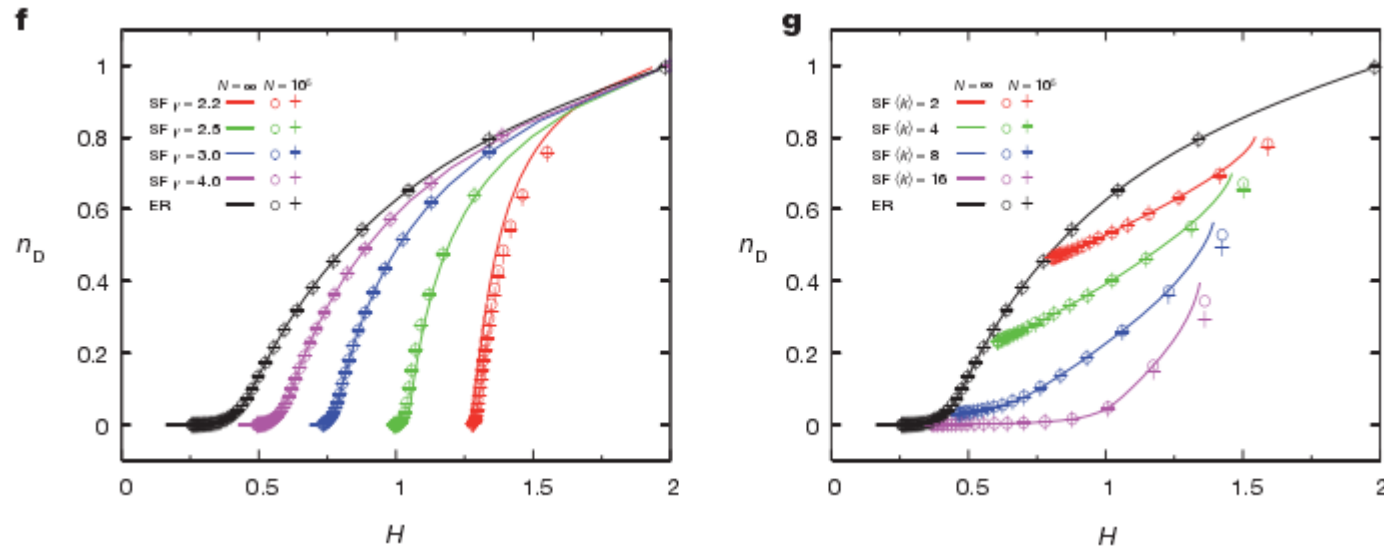 f
N = ∞ N = 10⁵
SF γ = 2.2
SF γ = 2.5
SF γ = 3.0
SF γ = 4.0
ER
n_D
1
0.8
0.6
0.4
0.2
0
0 0.5 1 1.5 2
H
g
N = ∞ N = 10⁵
SF ⟨k⟩ = 2
SF ⟨k⟩ = 4
SF ⟨k⟩ = 8
SF ⟨k⟩ = 16
ER
n_D
1
0.8
0.6
0.4
0.2
0
0 0.5 1 1.5 2
H